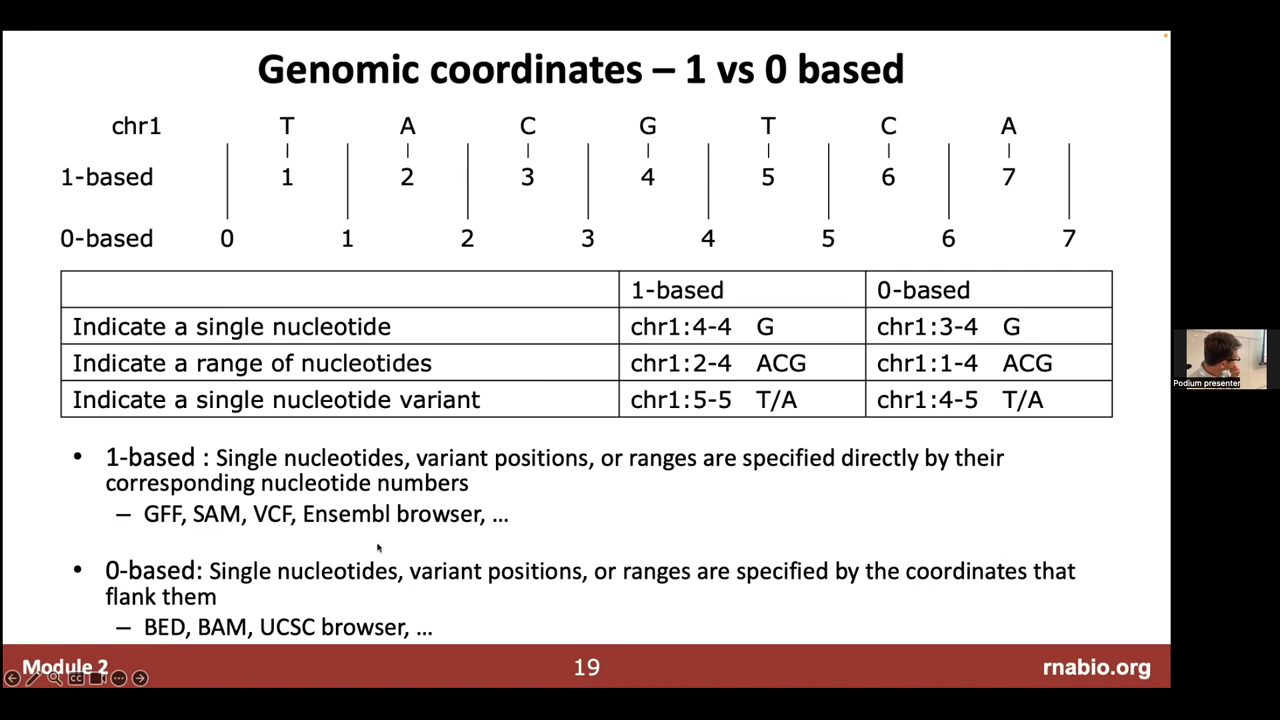 Genomic coordinates – 1 vs 0 based
chr1 T A C G T C A
1-based 1 2 3 4 5 6 7
0-based 0 1 2 3 4 5 6 7
1-based 0-based
Indicate a single nucleotide chr1:4-4 G chr1:3-4 G
Indicate a range of nucleotides chr1:2-4 ACG chr1:1-4 ACG
Indicate a single nucleotide variant chr1:5-5 T/A chr1:4-5 T/A
• 1-based : Single nucleotides, variant positions, or ranges are specified directly by their
corresponding nucleotide numbers
– GFF, SAM, VCF, Ensembl browser, ...
• 0-based: Single nucleotides, variant positions, or ranges are specified by the coordinates that
flank them
– BED, BAM, UCSC browser, ...
Module 2 19 rnabio.org
CC
Podium presenter